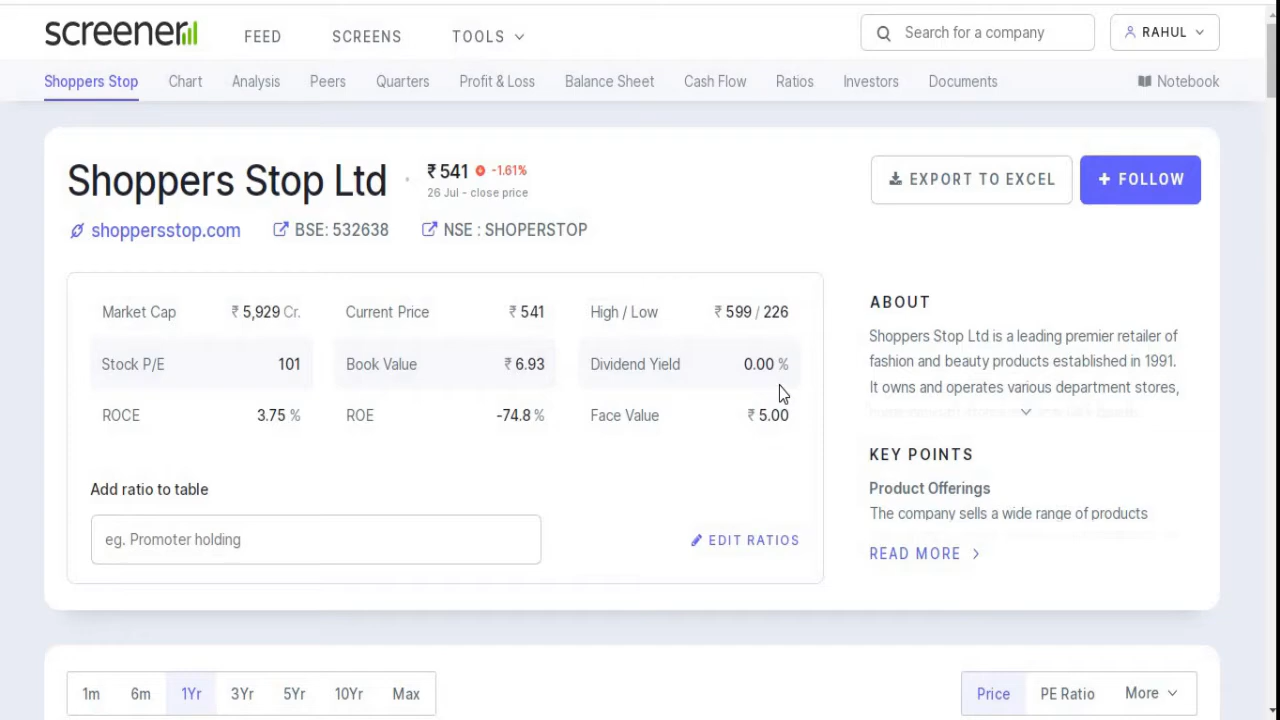 screener
FEED SCREENS TOOLS
Search for a company
RAHUL
Shoppers Stop Chart Analysis Peers Quarters Profit & Loss Balance Sheet Cash Flow Ratios Investors Documents Notebook
Shoppers Stop Ltd
₹ 541 -1.61%
26 Jul - close price
EXPORT TO EXCEL
+ FOLLOW
shoppersstop.com BSE: 532638 NSE : SHOPERSTOP
Market Cap ₹ 5,929 Cr. Current Price ₹ 541 High / Low ₹ 599 / 226
Stock P/E 101 Book Value ₹ 6.93 Dividend Yield 0.00 %
ROCE 3.75 % ROE -74.8 % Face Value ₹ 5.00
Add ratio to table
eg. Promoter holding
EDIT RATIOS
ABOUT
Shoppers Stop Ltd is a leading premier retailer of
fashion and beauty products established in 1991.
It owns and operates various department stores,
KEY POINTS
Product Offerings
The company sells a wide range of products
READ MORE
1m 6m 1Yr 3Yr 5Yr 10Yr Max
Price PE Ratio More